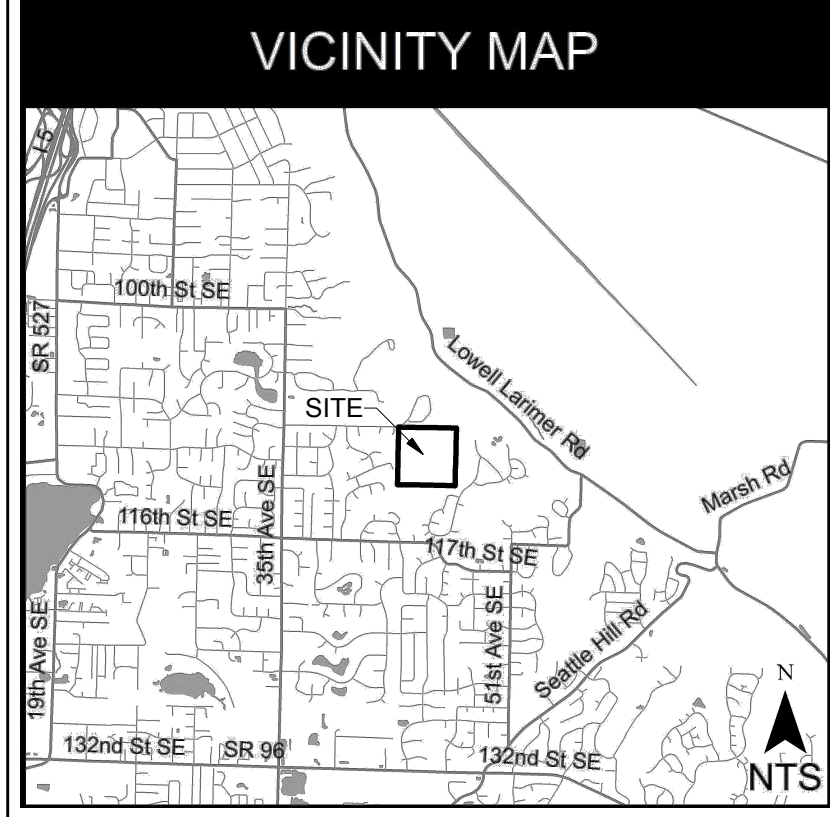 VICINITY MAP
I-5
100th St SE
SR 527
Lowell Larimer Rd
SITE
Marsh Rd
35th Ave SE
116th St SE
117th St SE
51st Ave SE
Seattle Hill Rd
19th Ave SE
N
132nd St SE
SR 96
132nd St SE
NTS